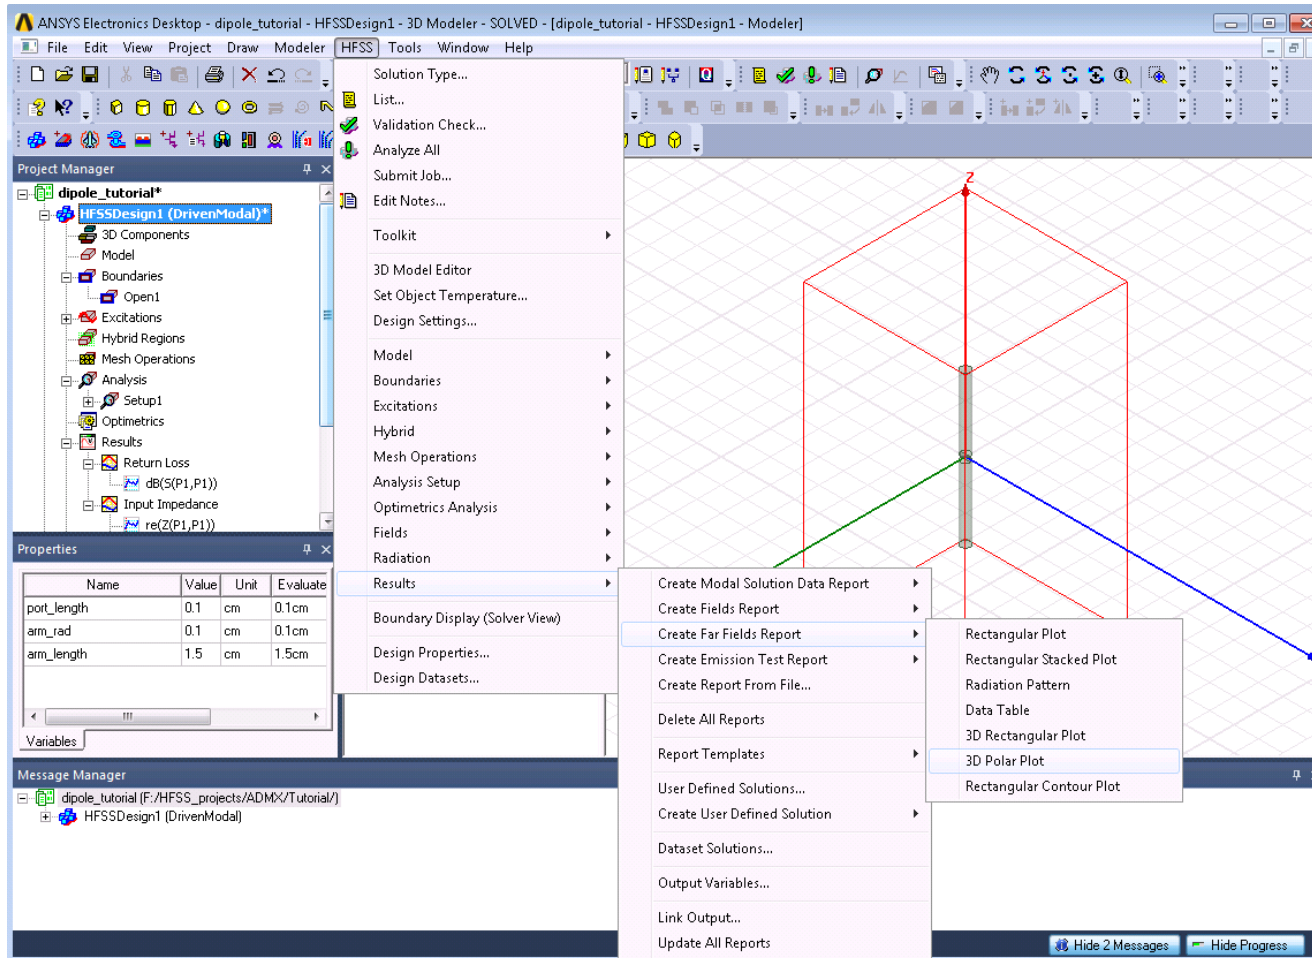 ANSYS Electronics Desktop - dipole_tutorial - HFSSDesign1 - 3D Modeler - SOLVED - [dipole_tutorial - HFSSDesign1 - Modeler]
File Edit View Project Draw Modeler HFSS Tools Window Help
Project Manager
dipole_tutorial*
HFSSDesign1 (DrivenModal)*
3D Components
Model
Boundaries
Open1
Excitations
Hybrid Regions
Mesh Operations
Analysis
Setup1
Optimetrics
Results
Return Loss
dB(S(P1,P1))
Input Impedance
re(Z(P1,P1))
Properties
Name Value Unit Evaluate
port_length 0.1 cm 0.1cm
arm_rad 0.1 cm 0.1cm
arm_length 1.5 cm 1.5cm
Variables
Solution Type...
List...
Validation Check...
Analyze All
Submit Job...
Edit Notes...
Toolkit
3D Model Editor
Set Object Temperature...
Design Settings...
Model
Boundaries
Excitations
Hybrid
Mesh Operations
Analysis Setup
Optimetrics Analysis
Fields
Radiation
Results
Boundary Display (Solver View)
Design Properties...
Design Datasets...
Create Modal Solution Data Report
Create Fields Report
Create Far Fields Report
Create Emission Test Report
Create Report From File...
Delete All Reports
Report Templates
User Defined Solutions...
Create User Defined Solution
Dataset Solutions...
Output Variables...
Link Output...
Update All Reports
Rectangular Plot
Rectangular Stacked Plot
Radiation Pattern
Data Table
3D Rectangular Plot
3D Polar Plot
Rectangular Contour Plot
Z
Message Manager
dipole_tutorial (F:/HFSS_projects/ADMX/Tutorial/)
HFSSDesign1 (DrivenModal)
Hide 2 Messages
Hide Progress